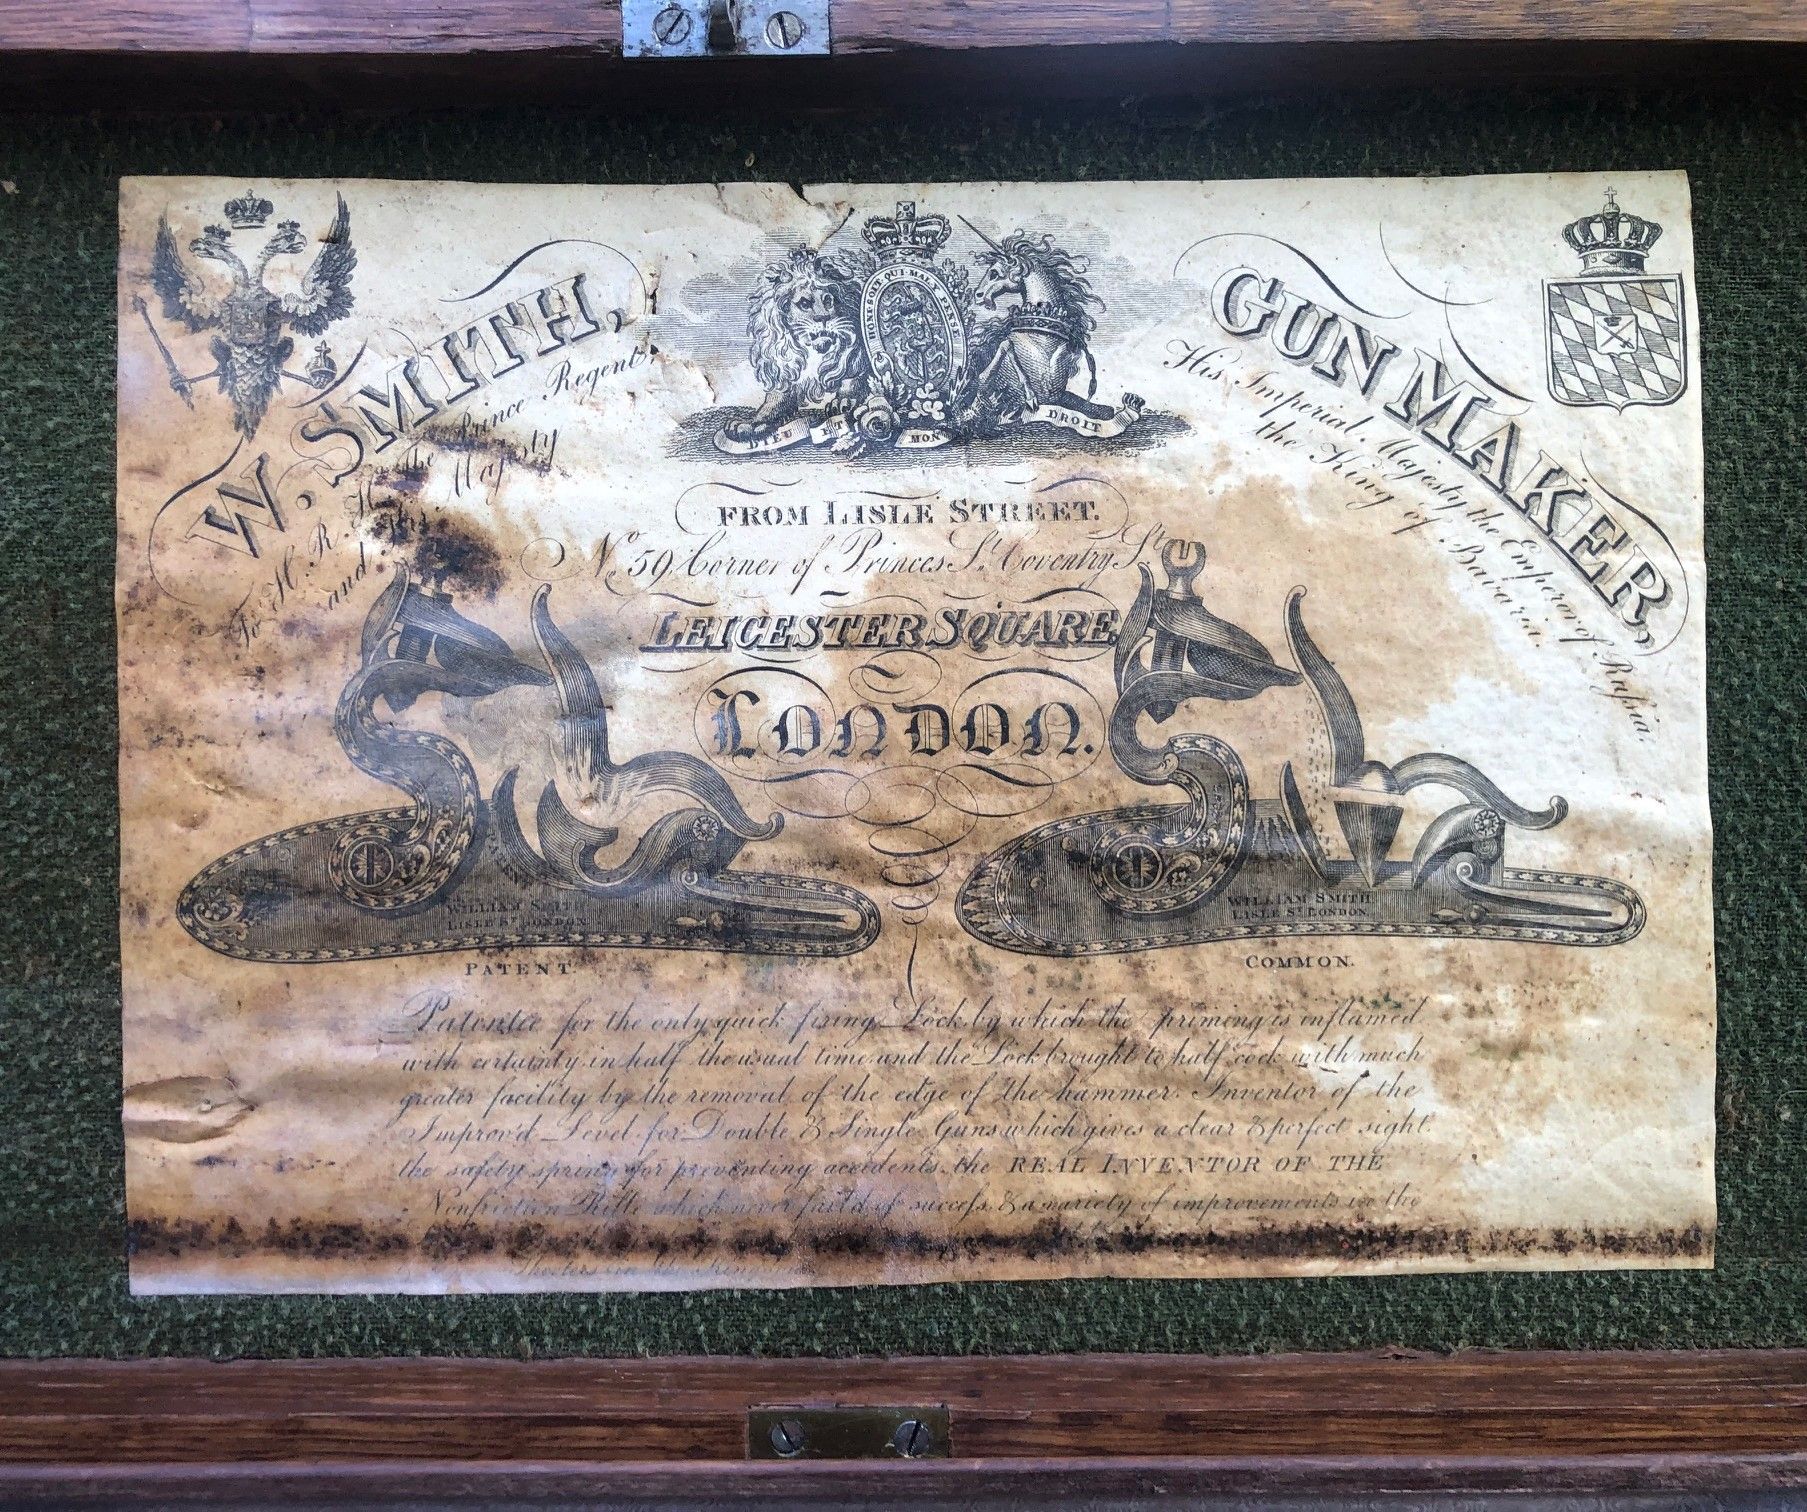 W. SMITH,
GUN MAKER
To H. R. H. the Prince Regent,
and His Majesty
His Imperial Majesty the Emperor of Rufsia.
the King of Bavaria.
HONI SOIT QUI MAL Y PENSE
DIEU ET MON DROIT
FROM LISLE STREET.
No. 59, Corner of Princes St. Coventry St.
LEICESTER SQUARE,
LONDON.
WILLIAM SMITH
LISLE ST. LONDON
WILLIAM SMITH
LISLE ST. LONDON.
PATENT.
COMMON.
Patentee for the only quick firing Lock by which the priming is inflamed
with certainty in half the usual time and the Lock brought to half cock with much
greater facility by the removal of the edge of the hammer. Inventor of the
Improv'd Level for Double & Single Guns which gives a clear & perfect sight.
the safety spring for preventing accidents. the REAL INVENTOR OF THE
Nonfriction Rifle which never fail'd of succefs. & a variety of improvements in the
Shooters in the Kingdom.